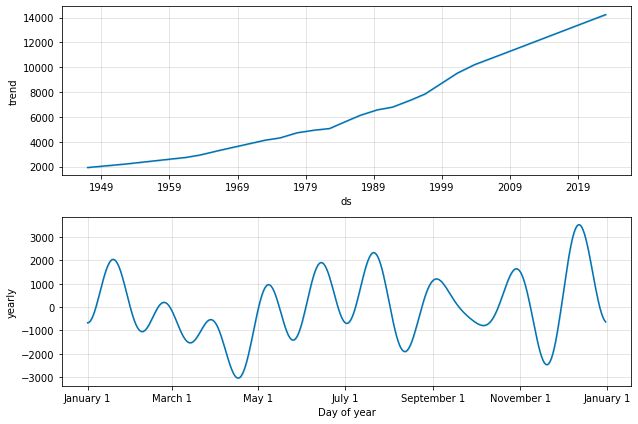 14000
12000
10000
8000
6000
4000
2000
trend
1949 1959 1969 1979 1989 1999 2009 2019
ds
3000
2000
1000
0
−1000
−2000
−3000
yearly
January 1 March 1 May 1 July 1 September 1 November 1 January 1
Day of year